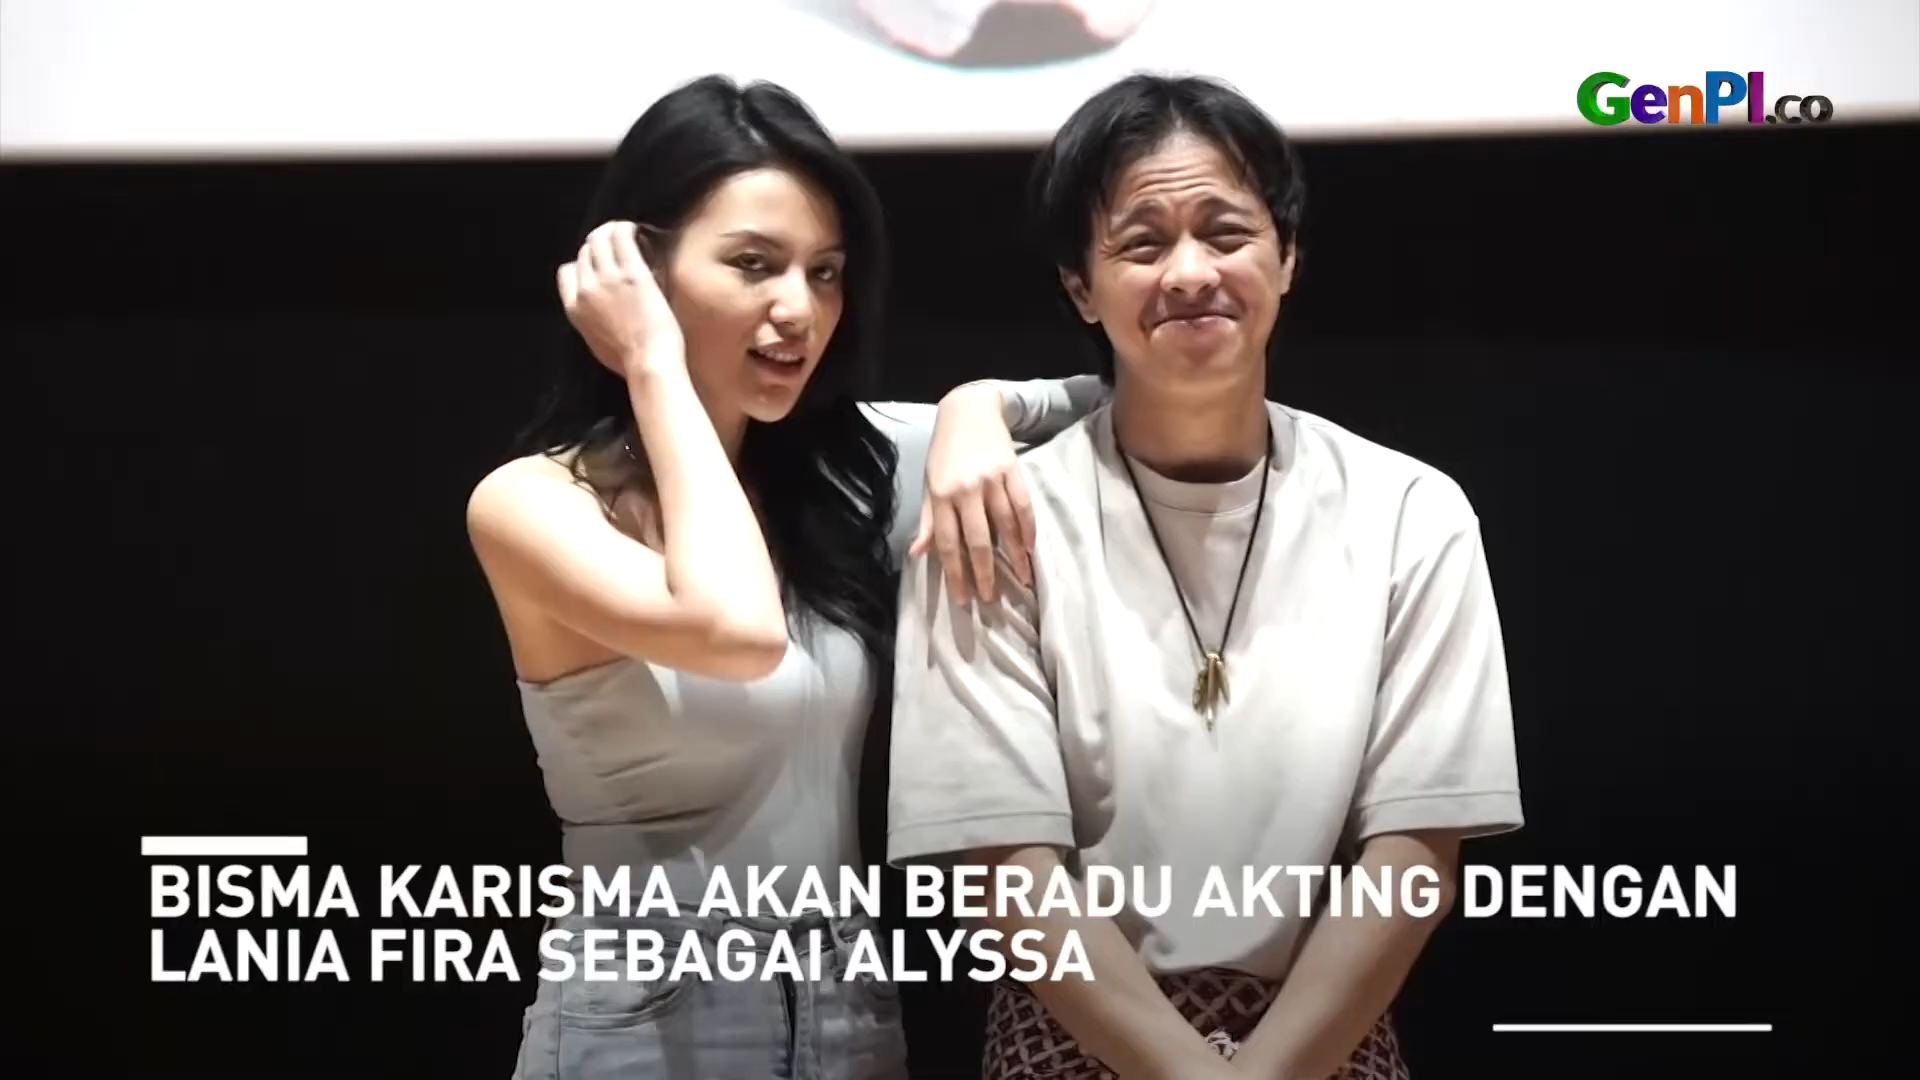 GenPI.co
BISMA KARISMA AKAN BERADU AKTING DENGAN
LANIA FIRA SEBAGAI ALYSSA